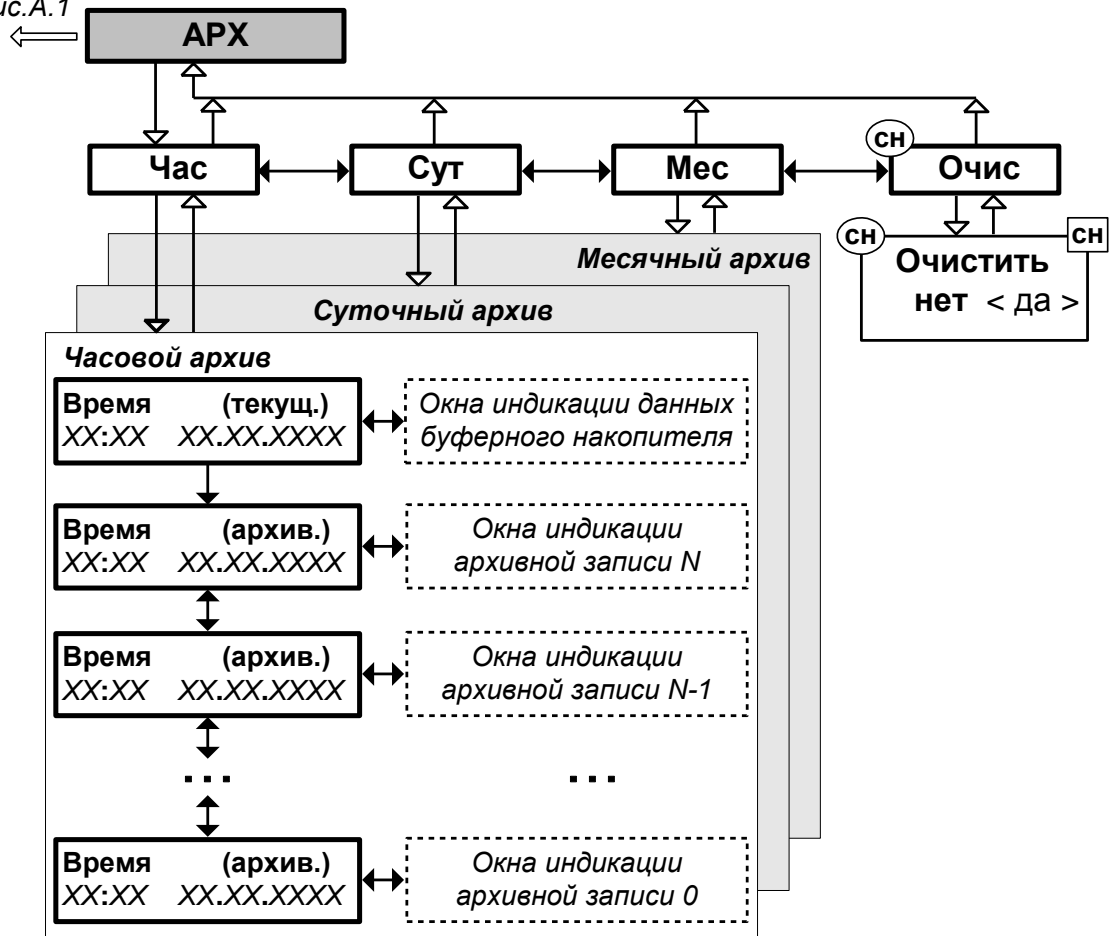 ис.А.1
АРХ
Час
Сут
Мес
сн
Очис
сн
сн
Очистить
нет < да >
Месячный архив
Суточный архив
Часовой архив
Время (текущ.)
XX:XX XX.XX.XXXX
Окна индикации данных
буферного накопителя
Время (архив.)
XX:XX XX.XX.XXXX
Окна индикации
архивной записи N
Время (архив.)
XX:XX XX.XX.XXXX
Окна индикации
архивной записи N-1
... ...
Время (архив.)
XX:XX XX.XX.XXXX
Окна индикации
архивной записи 0